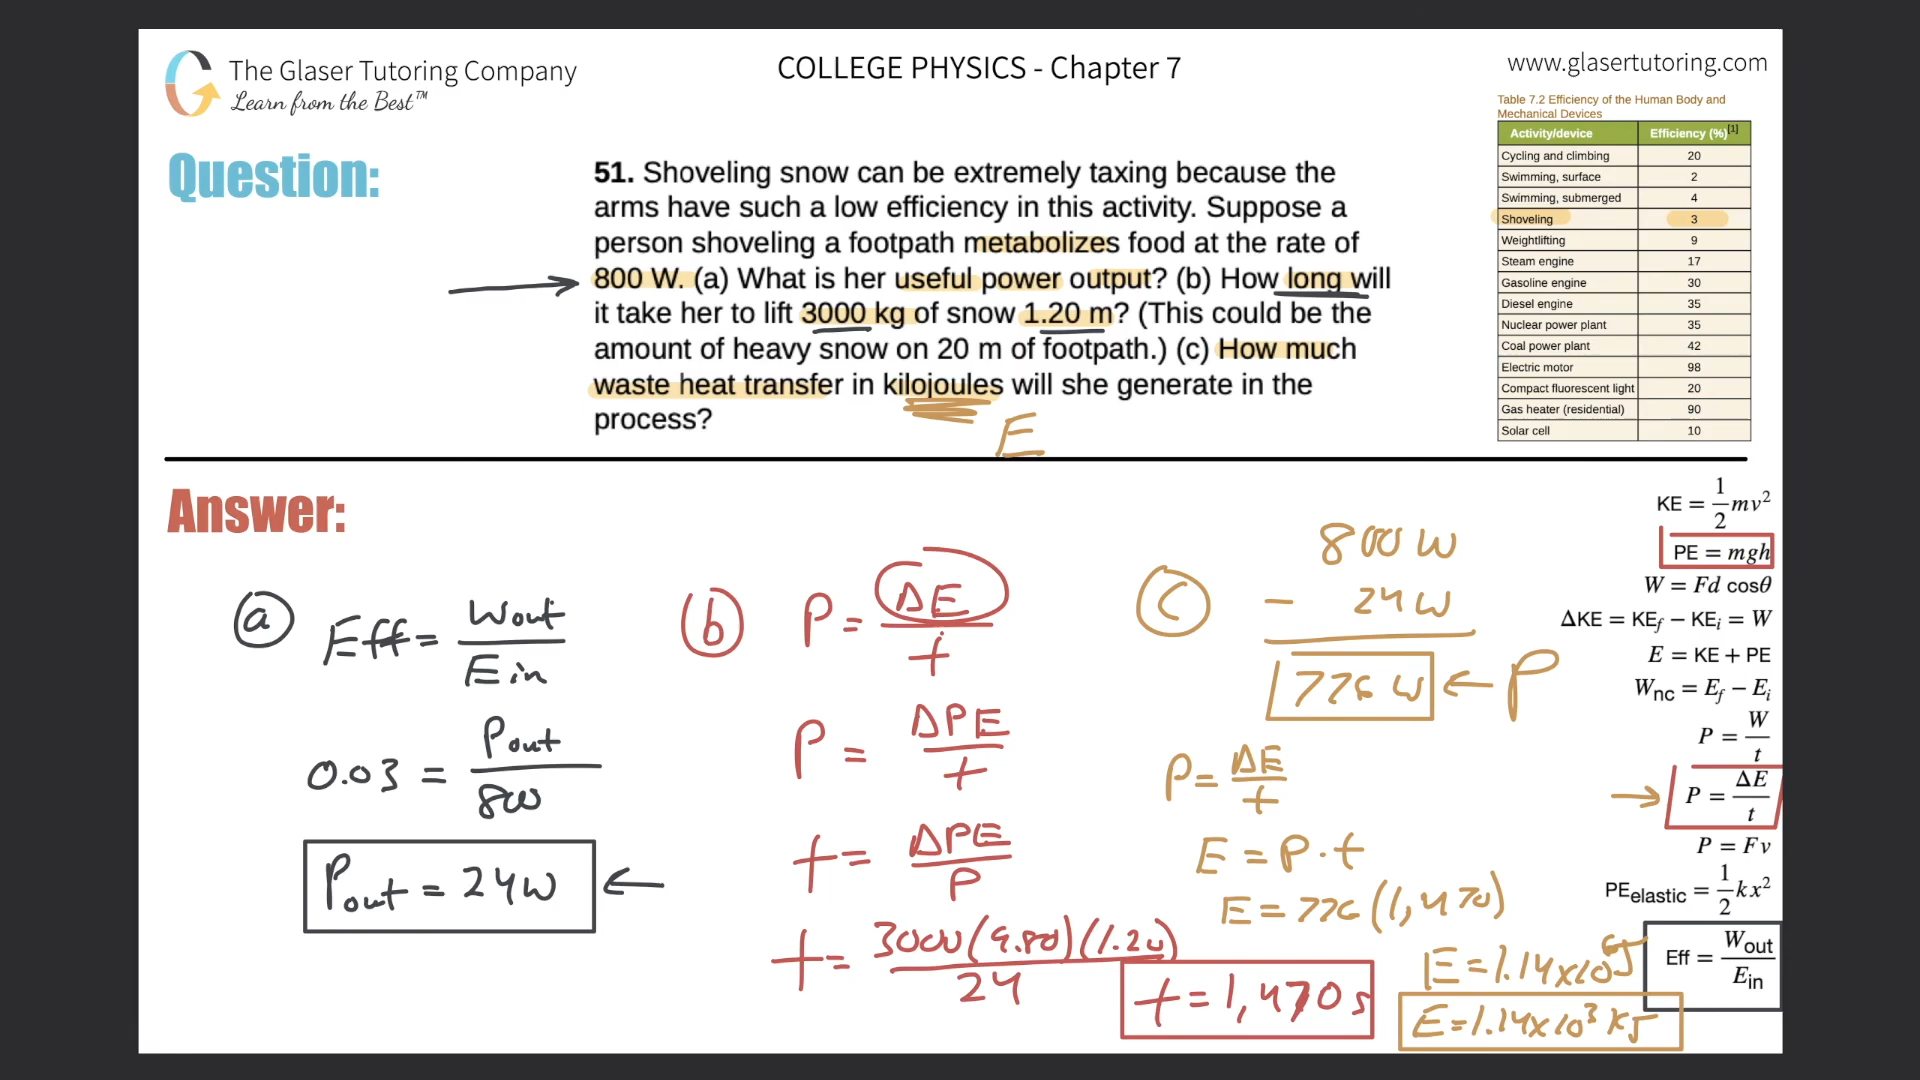 The Glaser Tutoring Company
Learn from the Best™
COLLEGE PHYSICS - Chapter 7
www.glasertutoring.com
Question:
51. Shoveling snow can be extremely taxing because the
arms have such a low efficiency in this activity. Suppose a
person shoveling a footpath metabolizes food at the rate of
800 W. (a) What is her useful power output? (b) How long will
it take her to lift 3000 kg of snow 1.20 m? (This could be the
amount of heavy snow on 20 m of footpath.) (c) How much
waste heat transfer in kilojoules will she generate in the
process?
E
Table 7.2 Efficiency of the Human Body and
Mechanical Devices
Activity/device Efficiency (%)[1]
Cycling and climbing 20
Swimming, surface 2
Swimming, submerged 4
Shoveling 3
Weightlifting 9
Steam engine 17
Gasoline engine 30
Diesel engine 35
Nuclear power plant 35
Coal power plant 42
Electric motor 98
Compact fluorescent light 20
Gas heater (residential) 90
Solar cell 10
Answer:
(a) Eff = Wout / Ein
0.03 = Pout / 800
Pout = 24W ←
(b) P = ΔE / t
P = ΔPE / t
t = ΔPE / P
t = 3000(9.80)(1.20) / 24
t = 1,470 s
(c) 800 W
- 24 W
776 W ← P
P = ΔE / t
E = P · t
E = 776(1,470)
E = 1.14 x 10⁶ J
E = 1.14 x 10³ KJ
KE = 1/2 mv²
PE = mgh
W = Fd cosθ
ΔKE = KEf − KEi = W
E = KE + PE
Wnc = Ef − Ei
P = W / t
P = ΔE / t
P = Fv
PEelastic = 1/2 kx²
Eff = Wout / Ein